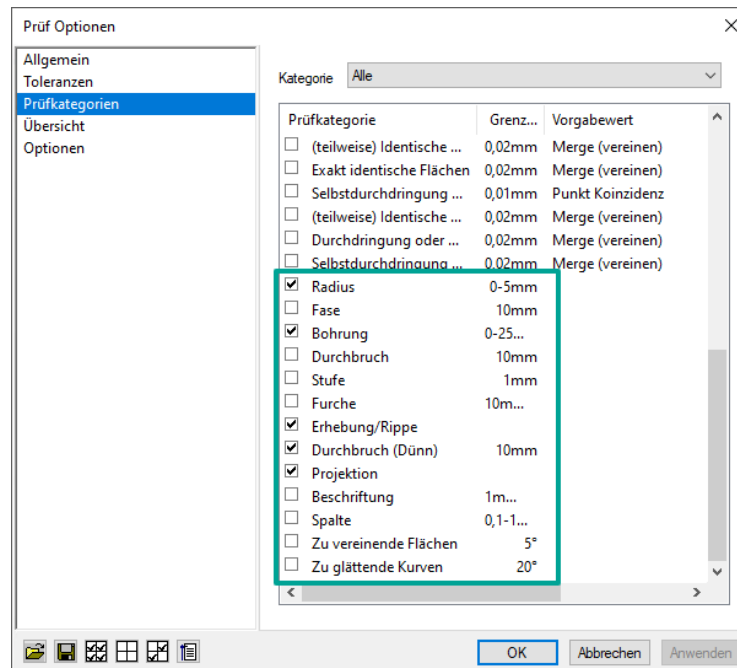 Prüf Optionen
Allgemein
Toleranzen
Prüfkategorien
Übersicht
Optionen
Kategorie Alle
Prüfkategorie Grenz... Vorgabewert
(teilweise) Identische ... 0,02mm Merge (vereinen)
Exakt identische Flächen 0,02mm Merge (vereinen)
Selbstdurchdringung ... 0,01mm Punkt Koinzidenz
(teilweise) Identische ... 0,02mm Merge (vereinen)
Durchdringung oder ... 0,02mm Merge (vereinen)
Selbstdurchdringung ... 0,02mm Merge (vereinen)
Radius 0-5mm
Fase 10mm
Bohrung 0-25...
Durchbruch 10mm
Stufe 1mm
Furche 10m...
Erhebung/Rippe
Durchbruch (Dünn) 10mm
Projektion
Beschriftung 1m...
Spalte 0,1-1...
Zu vereinende Flächen 5°
Zu glättende Kurven 20°
OK Abbrechen Anwenden